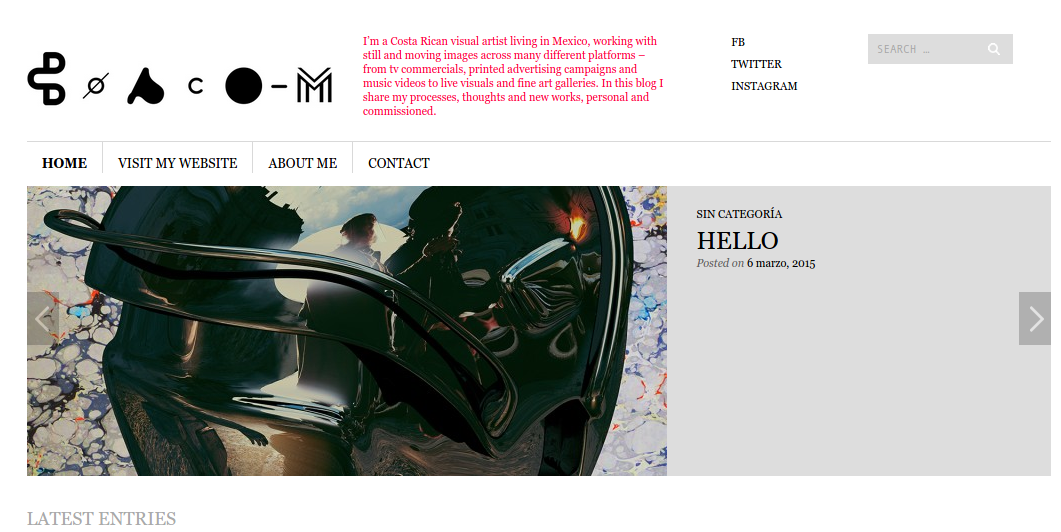 I'm a Costa Rican visual artist living in Mexico, working with
still and moving images across many different platforms –
from tv commercials, printed advertising campaigns and
music videos to live visuals and fine art galleries. In this blog I
share my processes, thoughts and new works, personal and
commissioned.
FB
TWITTER
INSTAGRAM
SEARCH …
HOME
VISIT MY WEBSITE
ABOUT ME
CONTACT
SIN CATEGORÍA
HELLO
Posted on 6 marzo, 2015
LATEST ENTRIES